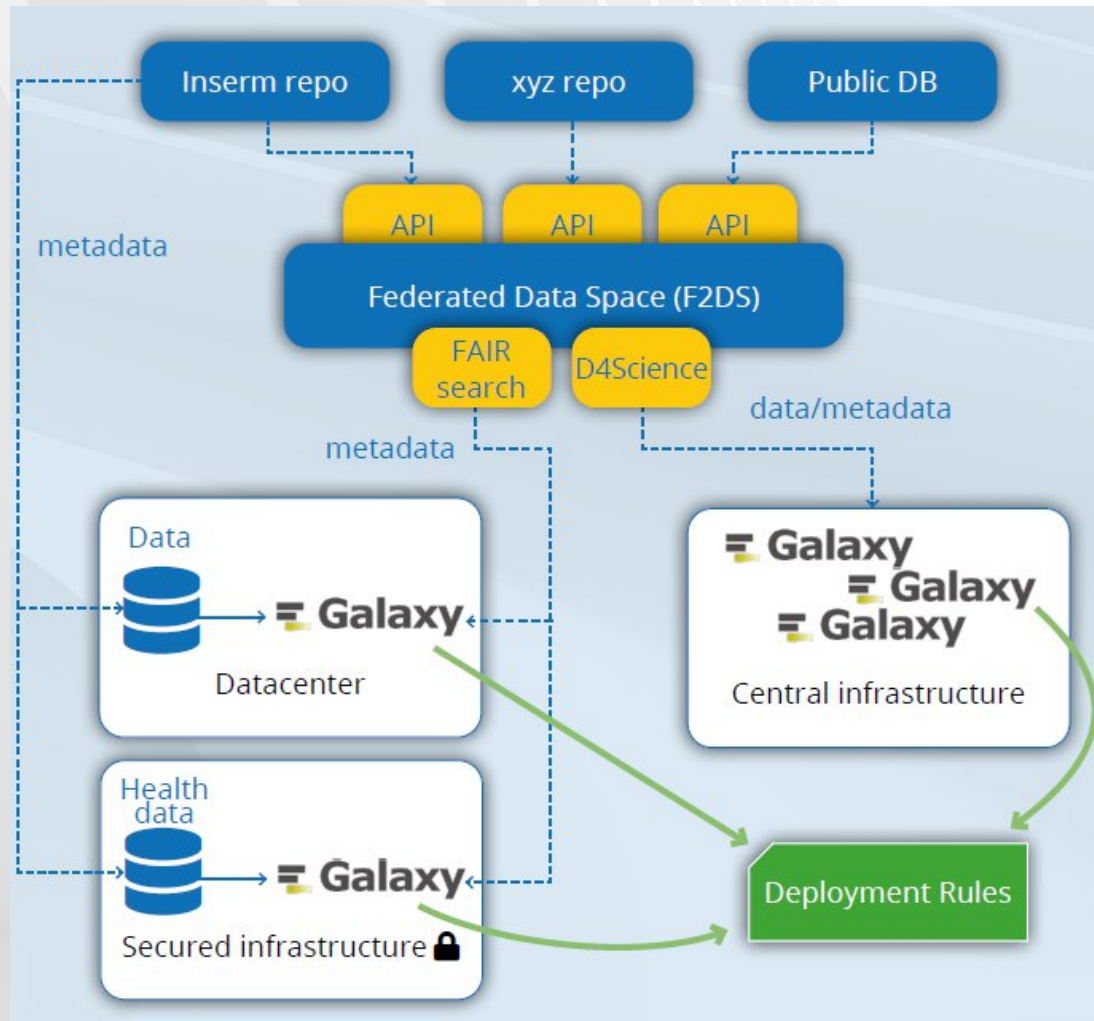 Inserm repo
xyz repo
Public DB
API
API
API
metadata
Federated Data Space (F2DS)
FAIR
search
D4Science
metadata
data/metadata
Data
Galaxy
Datacenter
Galaxy
Galaxy
Galaxy
Central infrastructure
Health
data
Galaxy
Secured infrastructure
Deployment Rules